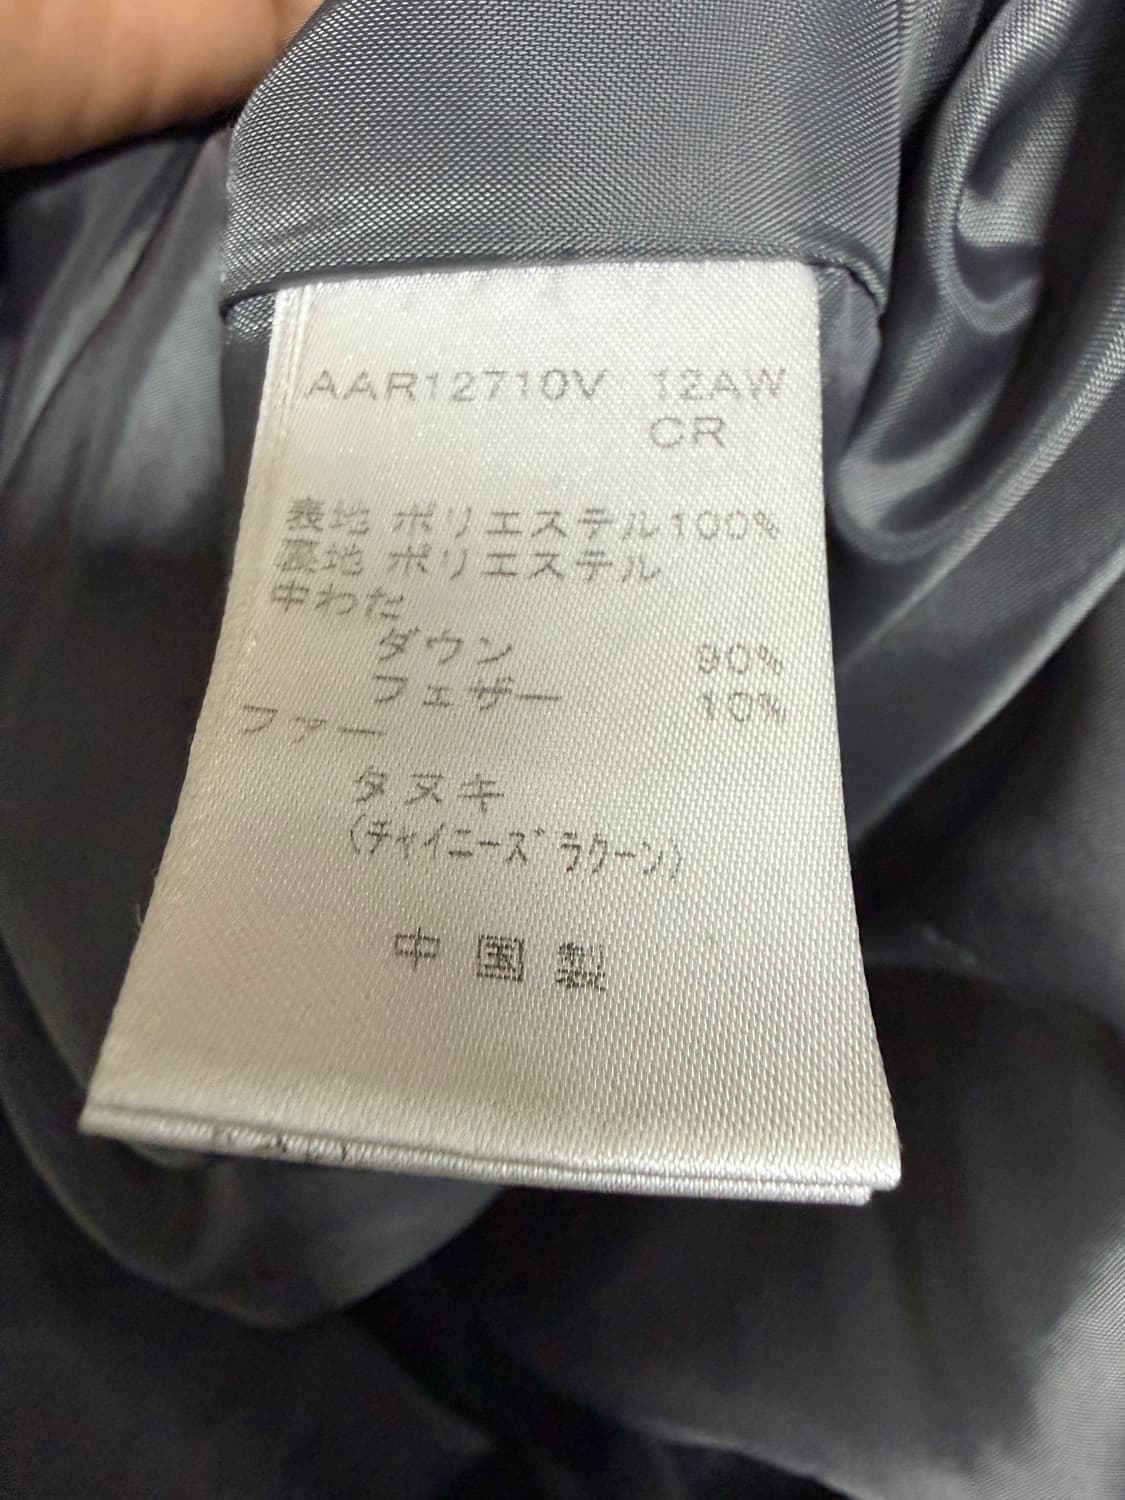 AAR12710V 12AW
CR
表地 ポリエステル100%
裏地 ポリエステル
中わた
ダウン 90%
フェザー 10%
ファー
タヌキ
(チャイニーズ ラクーン)
中国製